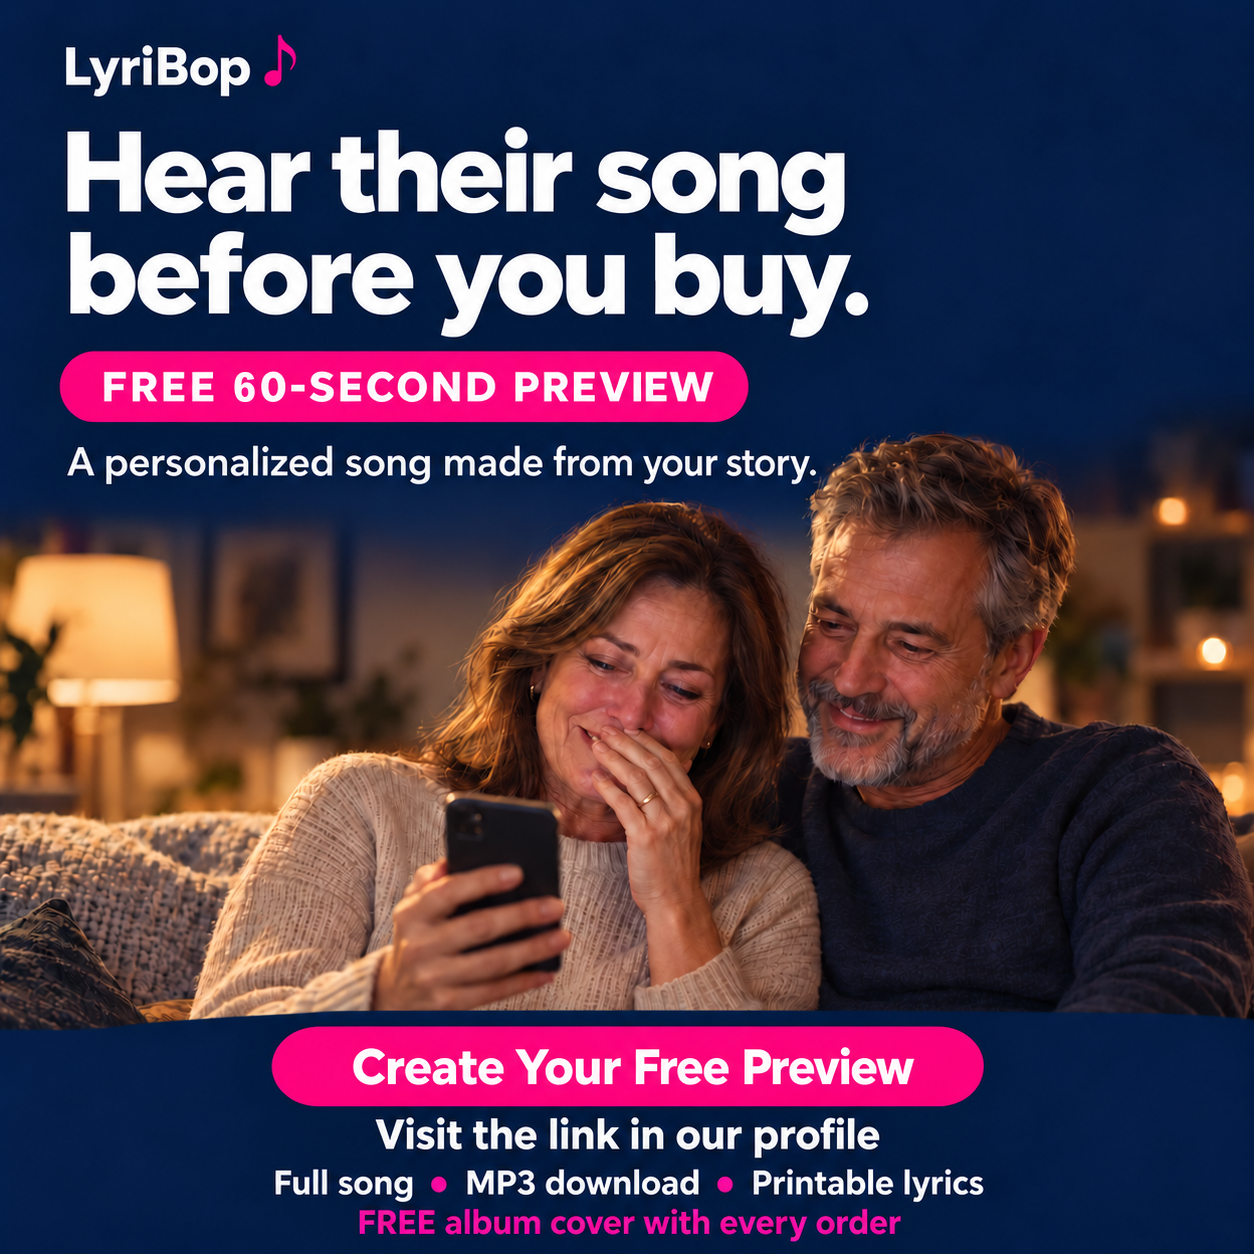 LyriBop
Hear their song
before you buy.
FREE 60-SECOND PREVIEW
A personalized song made from your story.
Create Your Free Preview
Visit the link in our profile
Full song • MP3 download • Printable lyrics
FREE album cover with every order